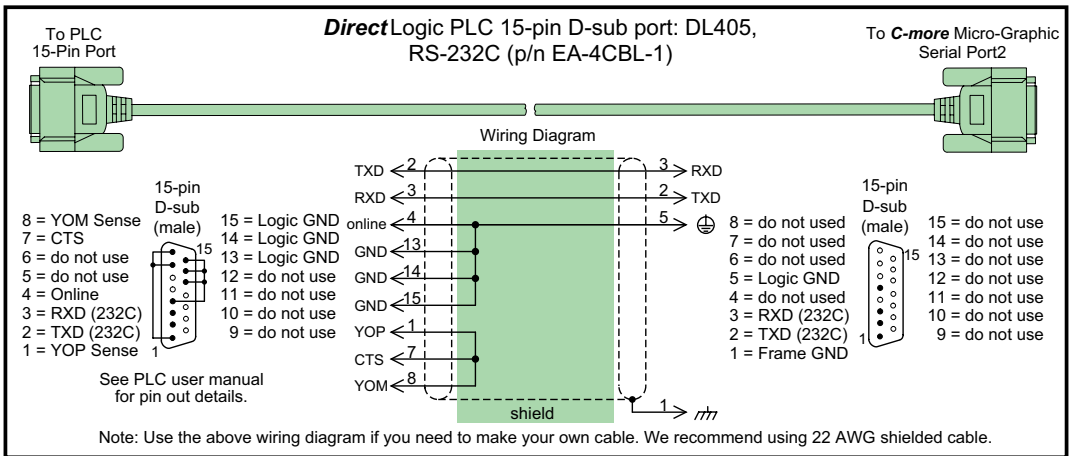 DirectLogic PLC 15-pin D-sub port: DL405,
RS-232C (p/n EA-4CBL-1)
To PLC
15-Pin Port
To C-more Micro-Graphic
Serial Port2
Wiring Diagram
TXD 2 3 RXD
RXD 3 2 TXD
online 4 5
GND 13
GND 14
GND 15
YOP 1
CTS 7
YOM 8
shield
1
15-pin
D-sub
(male)
8 = YOM Sense
7 = CTS
6 = do not use
5 = do not use
4 = Online
3 = RXD (232C)
2 = TXD (232C)
1 = YOP Sense
15
1
15 = Logic GND
14 = Logic GND
13 = Logic GND
12 = do not use
11 = do not use
10 = do not use
9 = do not use
See PLC user manual
for pin out details.
15-pin
D-sub
(male)
8 = do not used
7 = do not used
6 = do not used
5 = Logic GND
4 = do not used
3 = RXD (232C)
2 = TXD (232C)
1 = Frame GND
15
1
15 = do not use
14 = do not use
13 = do not use
12 = do not use
11 = do not use
10 = do not use
9 = do not use
Note: Use the above wiring diagram if you need to make your own cable. We recommend using 22 AWG shielded cable.